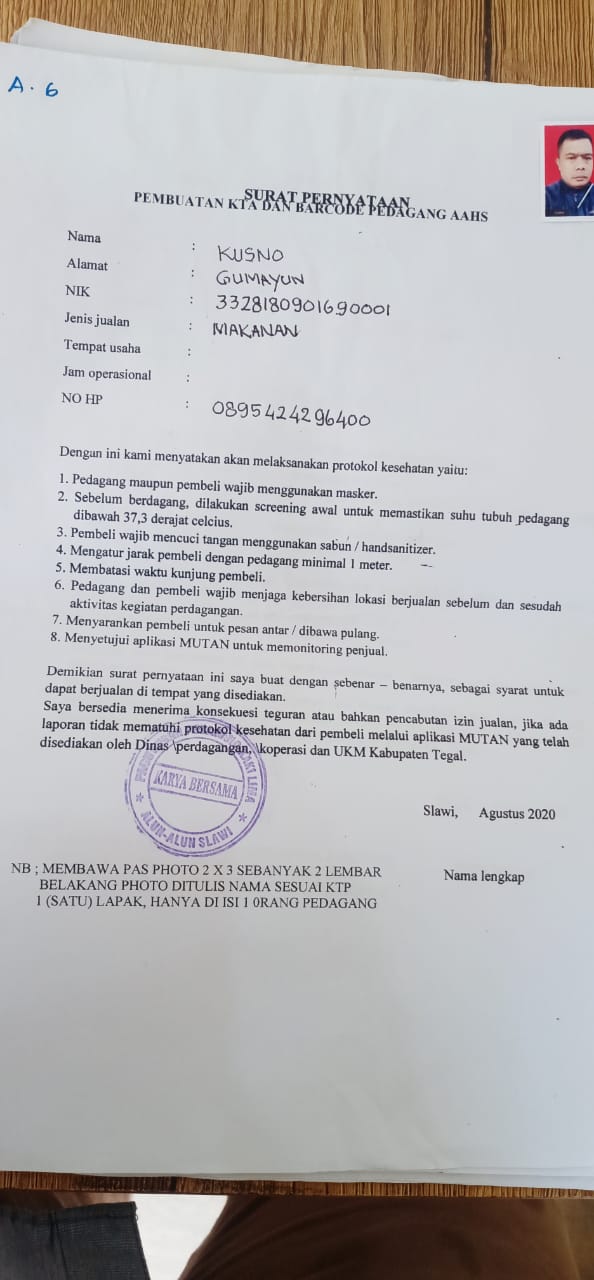 A. 6
SURAT PERNYATAAN
PEMBUATAN KTA DAN BARCODE PEDAGANG AAHS
Nama : KUSNO
Alamat : GUMAYUN
NIK : 3328180901690001
Jenis jualan : MAKANAN
Tempat usaha :
Jam operasional :
NO HP : 0895424296400
Dengan ini kami menyatakan akan melaksanakan protokol kesehatan yaitu:
1. Pedagang maupun pembeli wajib menggunakan masker.
2. Sebelum berdagang, dilakukan screening awal untuk memastikan suhu tubuh pedagang
dibawah 37,3 derajat celcius.
3. Pembeli wajib mencuci tangan menggunakan sabun / handsanitizer.
4. Mengatur jarak pembeli dengan pedagang minimal 1 meter.
5. Membatasi waktu kunjung pembeli.
6. Pedagang dan pembeli wajib menjaga kebersihan lokasi berjualan sebelum dan sesudah
aktivitas kegiatan perdagangan.
7. Menyarankan pembeli untuk pesan antar / dibawa pulang.
8. Menyetujui aplikasi MUTAN untuk memonitoring penjual.
Demikian surat pernyataan ini saya buat dengan sebenar – benarnya, sebagai syarat untuk
dapat berjualan di tempat yang disediakan.
Saya bersedia menerima konsekuesi teguran atau bahkan pencabutan izin jualan, jika ada
laporan tidak mematuhi protokol kesehatan dari pembeli melalui aplikasi MUTAN yang telah
disediakan oleh Dinas \perdagangan, \koperasi dan UKM Kabupaten Tegal.
KARYA BERSAMA
ALUN-ALUN SLAWI
Slawi, Agustus 2020
NB ; MEMBAWA PAS PHOTO 2 X 3 SEBANYAK 2 LEMBAR
BELAKANG PHOTO DITULIS NAMA SESUAI KTP
1 (SATU) LAPAK, HANYA DI ISI 1 0RANG PEDAGANG
Nama lengkap